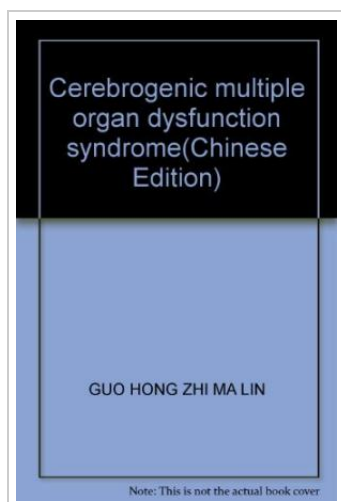 Cerebrogenic multiple
organ dysfunction
syndrome(Chinese
Edition)
GUO HONG ZHI MA LIN
Note: This is not the actual book cover